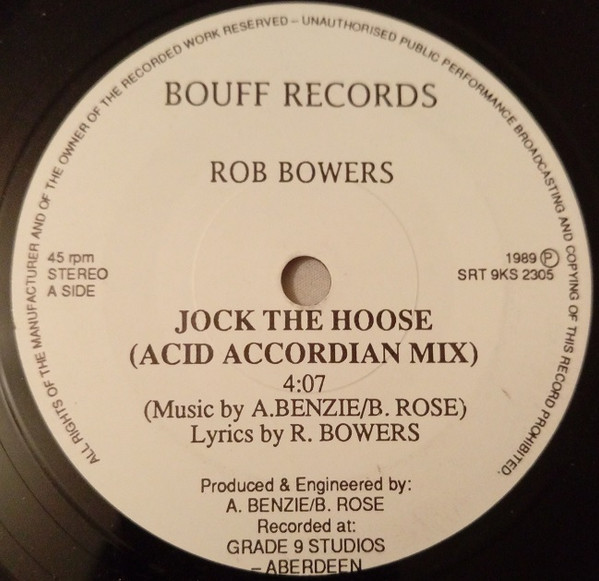 ALL RIGHTS OF THE MANUFACTURER AND OF THE OWNER OF THE RECORDED WORK RESERVED – UNAUTHORISED PUBLIC PERFORMANCE BROADCASTING AND COPYING OF THIS RECORD PROHIBITED.
BOUFF RECORDS
ROB BOWERS
45 rpm
STEREO
A SIDE
1989 ℗
SRT 9KS 2305
JOCK THE HOOSE
(ACID ACCORDIAN MIX)
4:07
(Music by A.BENZIE/B. ROSE)
Lyrics by R. BOWERS
Produced & Engineered by:
A. BENZIE/B. ROSE
Recorded at:
GRADE 9 STUDIOS
– ABERDEEN